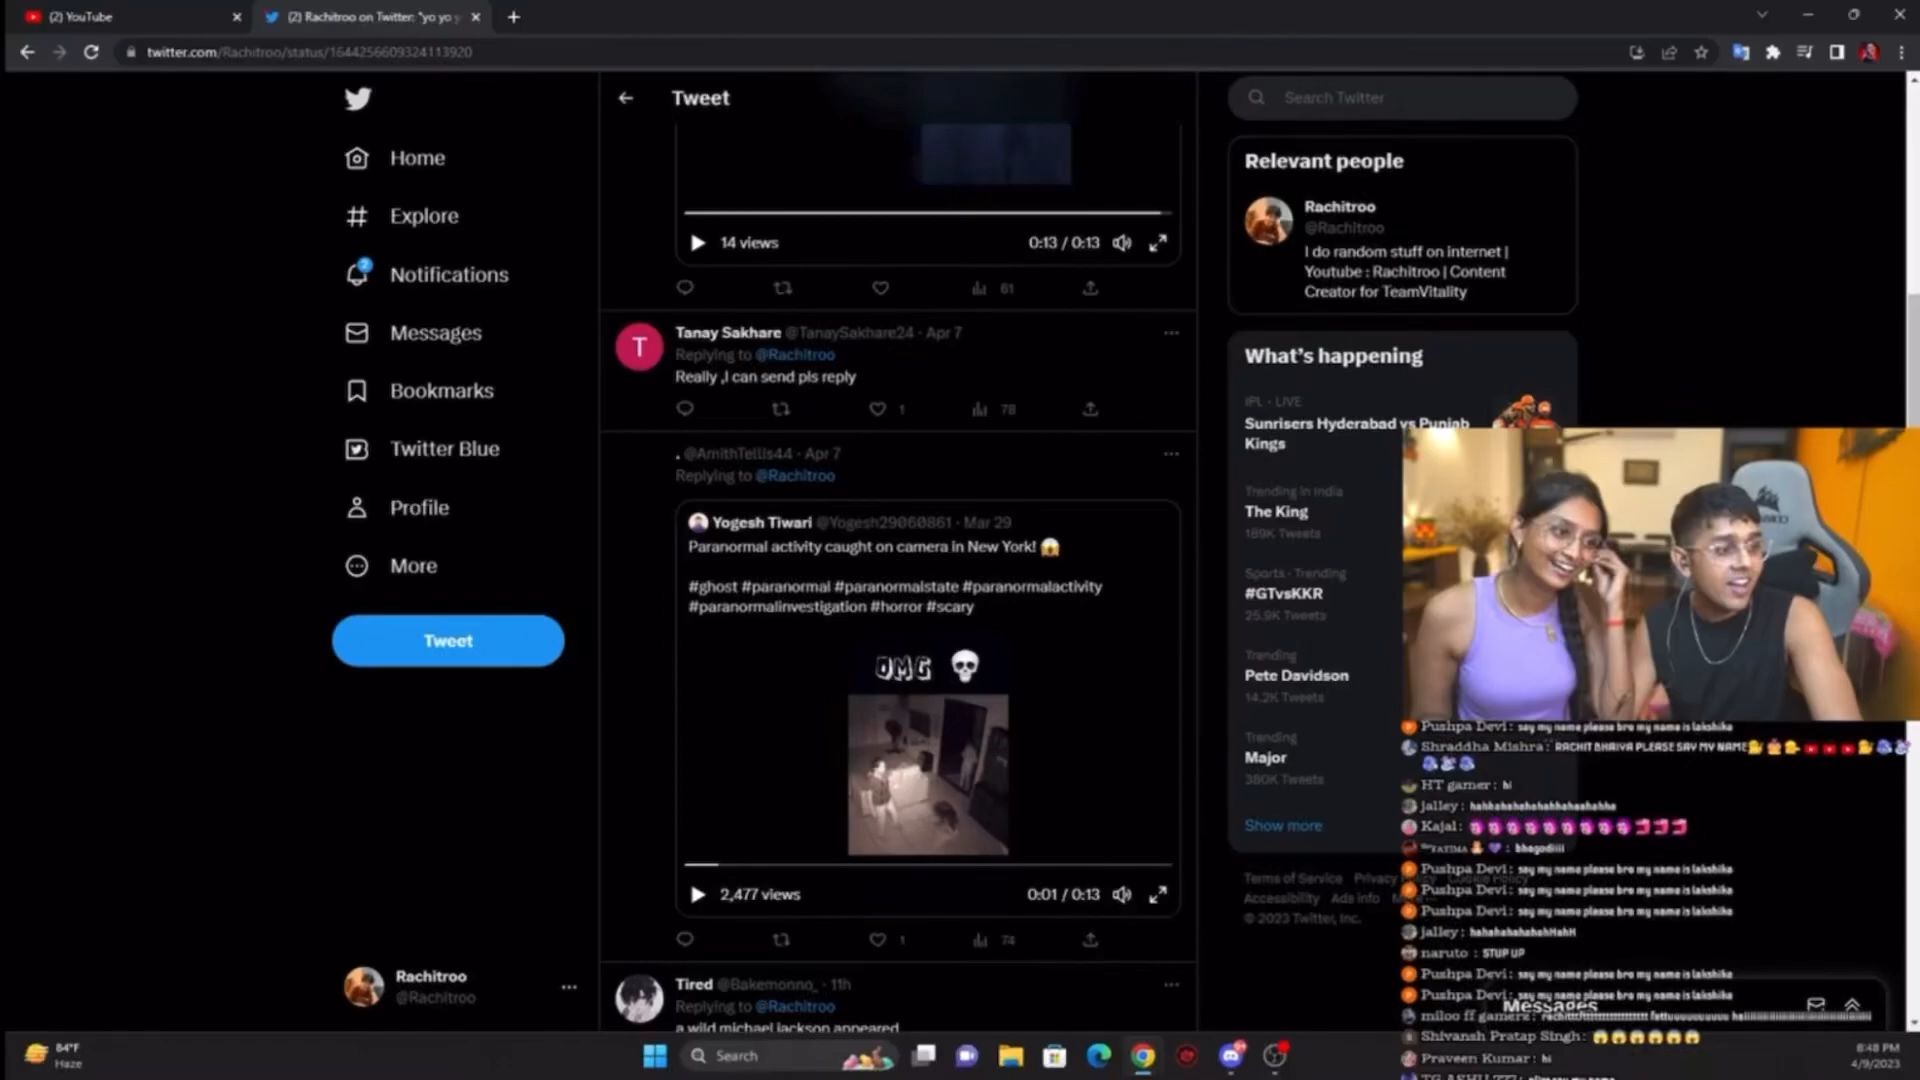 (2) YouTube
(2) Rachitroo on Twitter: "yo yo y
twitter.com/Rachitroo/status/1644256609324113920
Home
Explore
2
Notifications
Messages
Bookmarks
Twitter Blue
Profile
More
Tweet
Rachitroo
@Rachitroo
Tweet
14 views
0:13 / 0:13
61
T
Tanay Sakhare @TanaySakhare24 · Apr 7
Replying to @Rachitroo
Really ,I can send pls reply
1
78
. @AmithTellis44 · Apr 7
Replying to @Rachitroo
Yogesh Tiwari @Yogesh29060861 · Mar 29
Paranormal activity caught on camera in New York! 😱
#ghost #paranormal #paranormalstate #paranormalactivity
#paranormalinvestigation #horror #scary
OMG 💀
2,477 views
0:01 / 0:13
1
74
Tired @Bakemonno_ · 11h
Replying to @Rachitroo
a wild michael jackson appeared
Search Twitter
Relevant people
Rachitroo
@Rachitroo
I do random stuff on internet |
Youtube : Rachitroo | Content
Creator for TeamVitality
What's happening
IPL · LIVE
Sunrisers Hyderabad vs Punjab
Kings
Trending in India
The King
169K Tweets
Sports · Trending
#GTvsKKR
25.9K Tweets
Trending
Pete Davidson
14.2K Tweets
Trending
Major
380K Tweets
Show more
Terms of Service Privacy Policy Cookie Policy
Accessibility Ads info
© 2023 Twitter, Inc.
Pushpa Devi: say my name please bro my name is lakshika
Shraddha Mishra: RACHIT BHAIYA PLEASE SAY MY NAME
HT gamer: hi
jalley: hahhahahahahahhahaahahha
Kajal:
FATIMA 💜: bhagodiii
Pushpa Devi: say my name please bro my name is lakshika
Pushpa Devi: say my name please bro my name is lakshika
Pushpa Devi: say my name please bro my name is lakshika
jalley: hahahahahahahHahH
naruto: STUP UP
Pushpa Devi: say my name please bro my name is lakshika
Pushpa Devi: say my name please bro my name is lakshika
Messages
miloo ff gamerz:
Shivansh Pratap Singh: 😱😱😱😱😱😱
Praveen Kumar: hi
84°F
Haze
Search
6:48 PM
4/9/2023